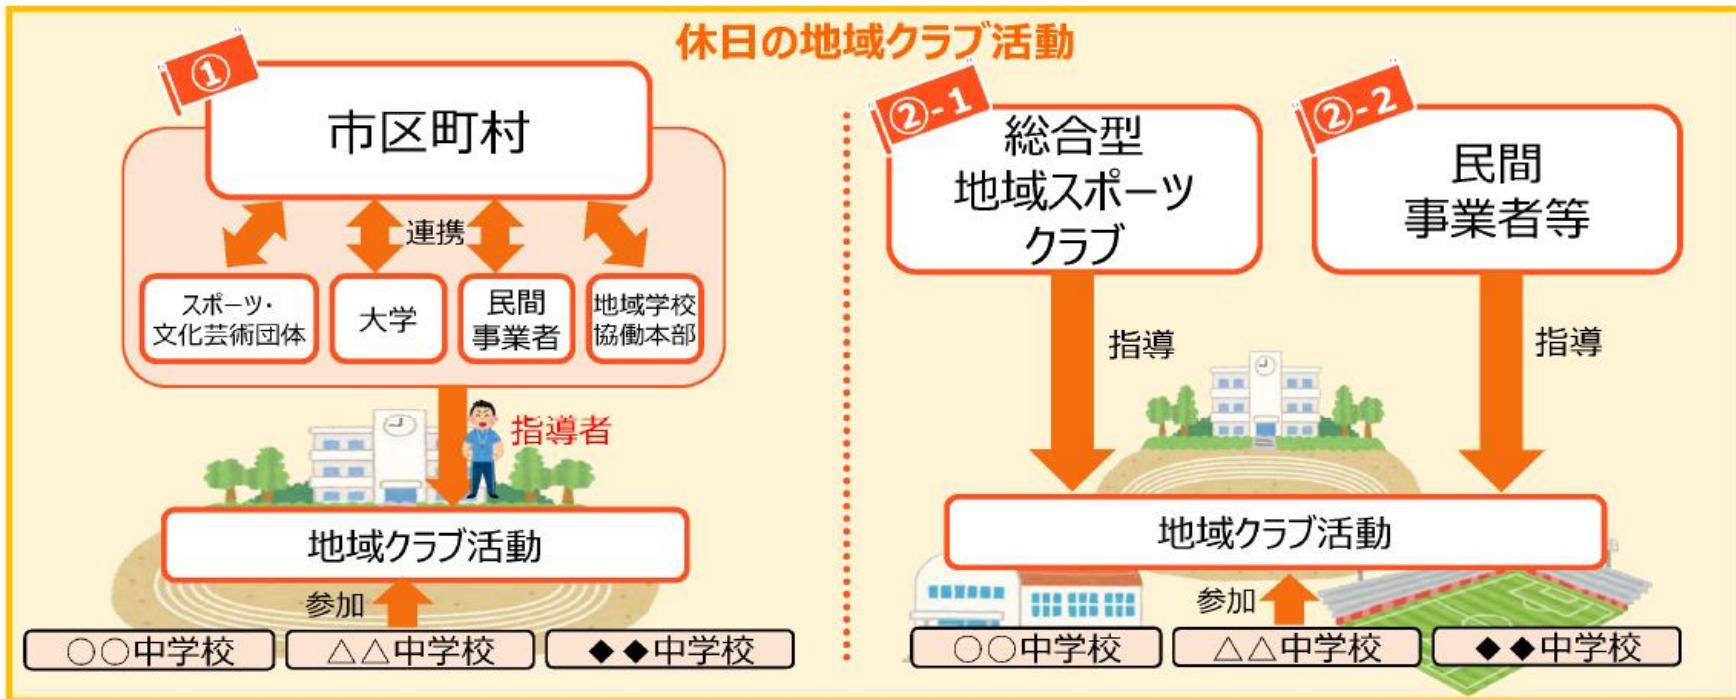 休日の地域クラブ活動
①
市区町村
連携
スポーツ・
文化芸術団体
大学
民間
事業者
地域学校
協働本部
指導者
地域クラブ活動
参加
○○中学校
△△中学校
◆◆中学校
②-1
総合型
地域スポーツ
クラブ
②-2
民間
事業者等
指導
指導
地域クラブ活動
参加
○○中学校
△△中学校
◆◆中学校